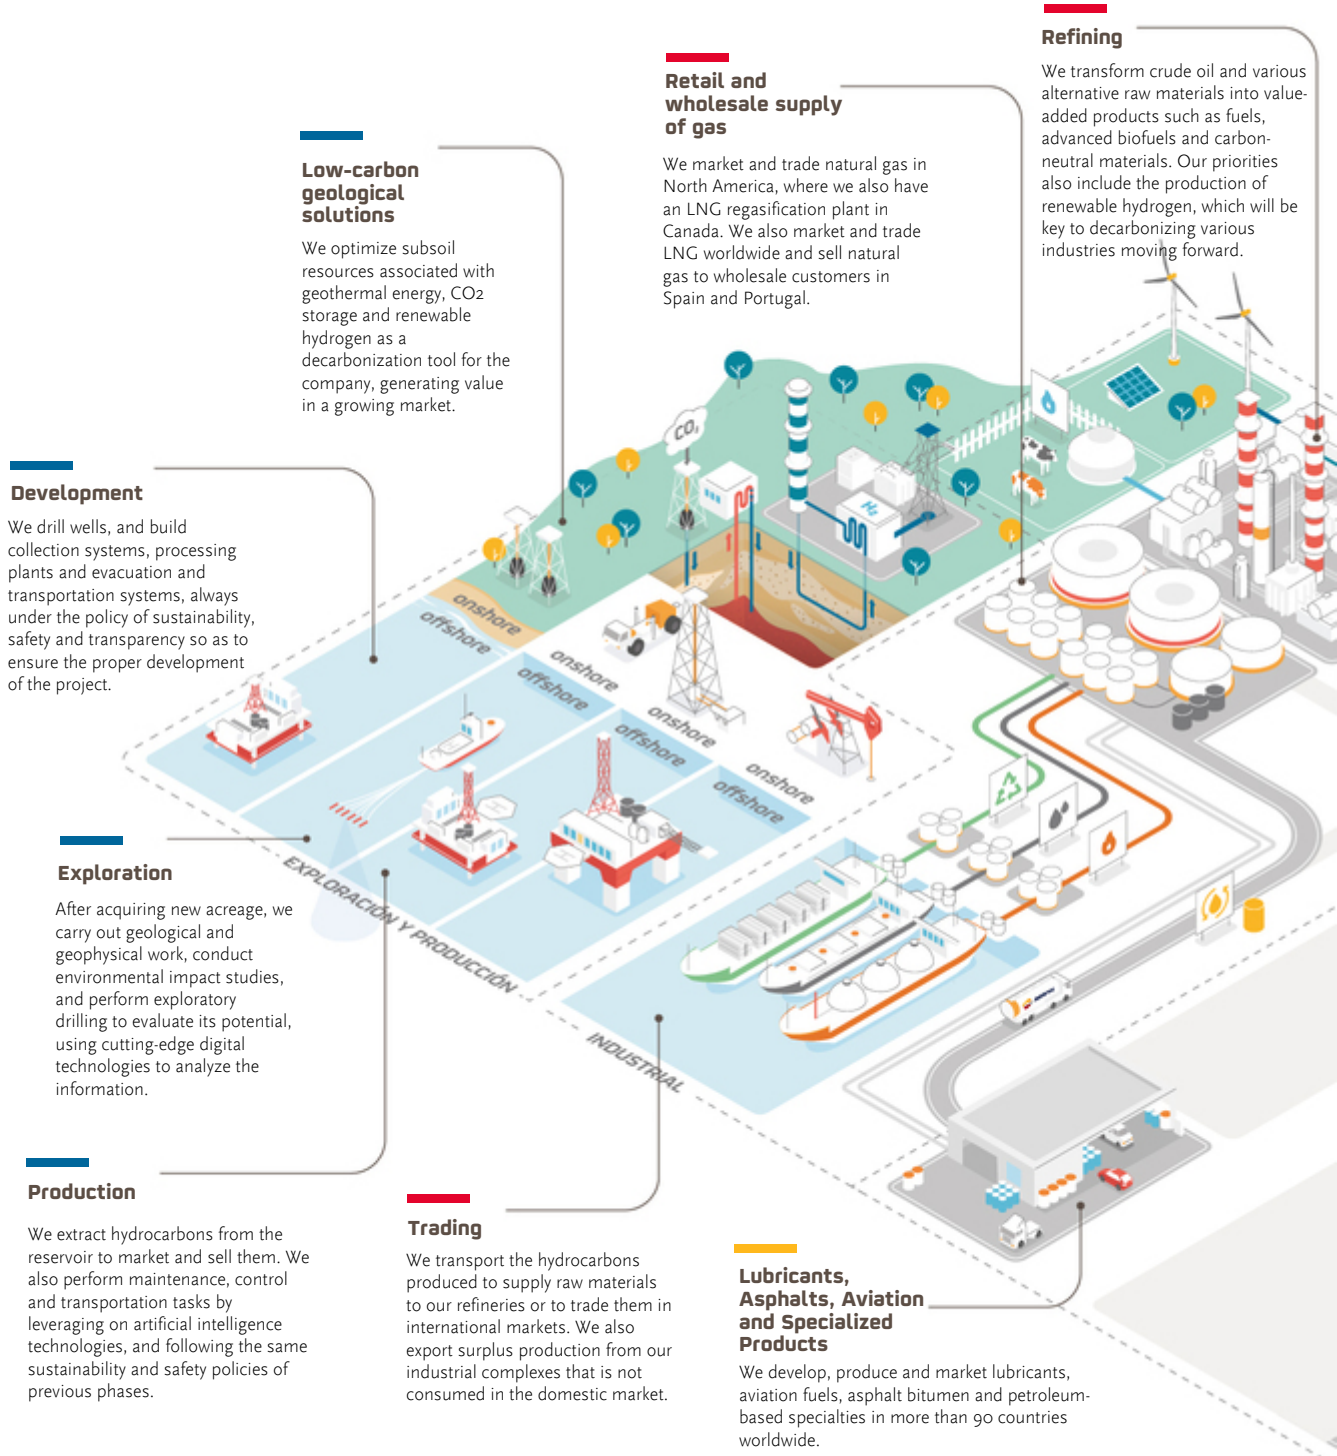 Refining
We transform crude oil and various
alternative raw materials into value-
added products such as fuels,
advanced biofuels and carbon-
neutral materials. Our priorities
also include the production of
renewable hydrogen, which will be
key to decarbonizing various
industries moving forward.
Retail and
wholesale supply
of gas
We market and trade natural gas in
North America, where we also have
an LNG regasification plant in
Canada. We also market and trade
LNG worldwide and sell natural
gas to wholesale customers in
Spain and Portugal.
Low-carbon
geological
solutions
We optimize subsoil
resources associated with
geothermal energy, CO2
storage and renewable
hydrogen as a
decarbonization tool for the
company, generating value
in a growing market.
Development
We drill wells, and build
collection systems, processing
plants and evacuation and
transportation systems, always
under the policy of sustainability,
safety and transparency so as to
ensure the proper development
of the project.
CO₂
H₂
onshore
offshore
onshore
offshore
onshore
offshore
onshore
offshore
EXPLORACIÓN Y PRODUCCIÓN
INDUSTRIAL
Exploration
After acquiring new acreage, we
carry out geological and
geophysical work, conduct
environmental impact studies,
and perform exploratory
drilling to evaluate its potential,
using cutting-edge digital
technologies to analyze the
information.
Production
We extract hydrocarbons from the
reservoir to market and sell them. We
also perform maintenance, control
and transportation tasks by
leveraging on artificial intelligence
technologies, and following the same
sustainability and safety policies of
previous phases.
Trading
We transport the hydrocarbons
produced to supply raw materials
to our refineries or to trade them in
international markets. We also
export surplus production from our
industrial complexes that is not
consumed in the domestic market.
Lubricants,
Asphalts, Aviation
and Specialized
Products
We develop, produce and market lubricants,
aviation fuels, asphalt bitumen and petroleum-
based specialties in more than 90 countries
worldwide.